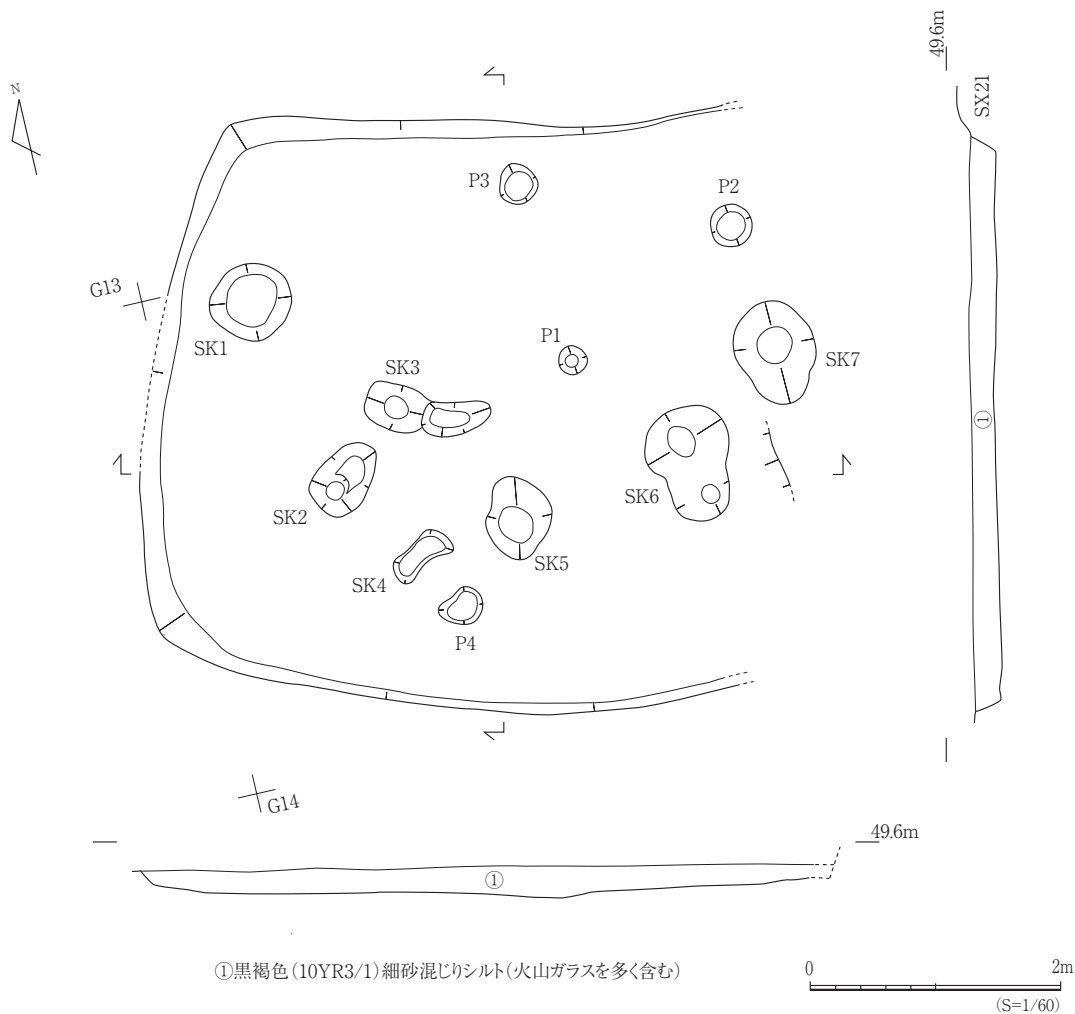 49.6m
SX21
N
P3
P2
G13
SK1
P1
SK7
SK3
①
SK6
SK2
SK5
SK4
P4
G14
49.6m
①
①黒褐色(10YR3/1)細砂混じりシルト(火山ガラスを多く含む)
0
2m
(S=1/60)